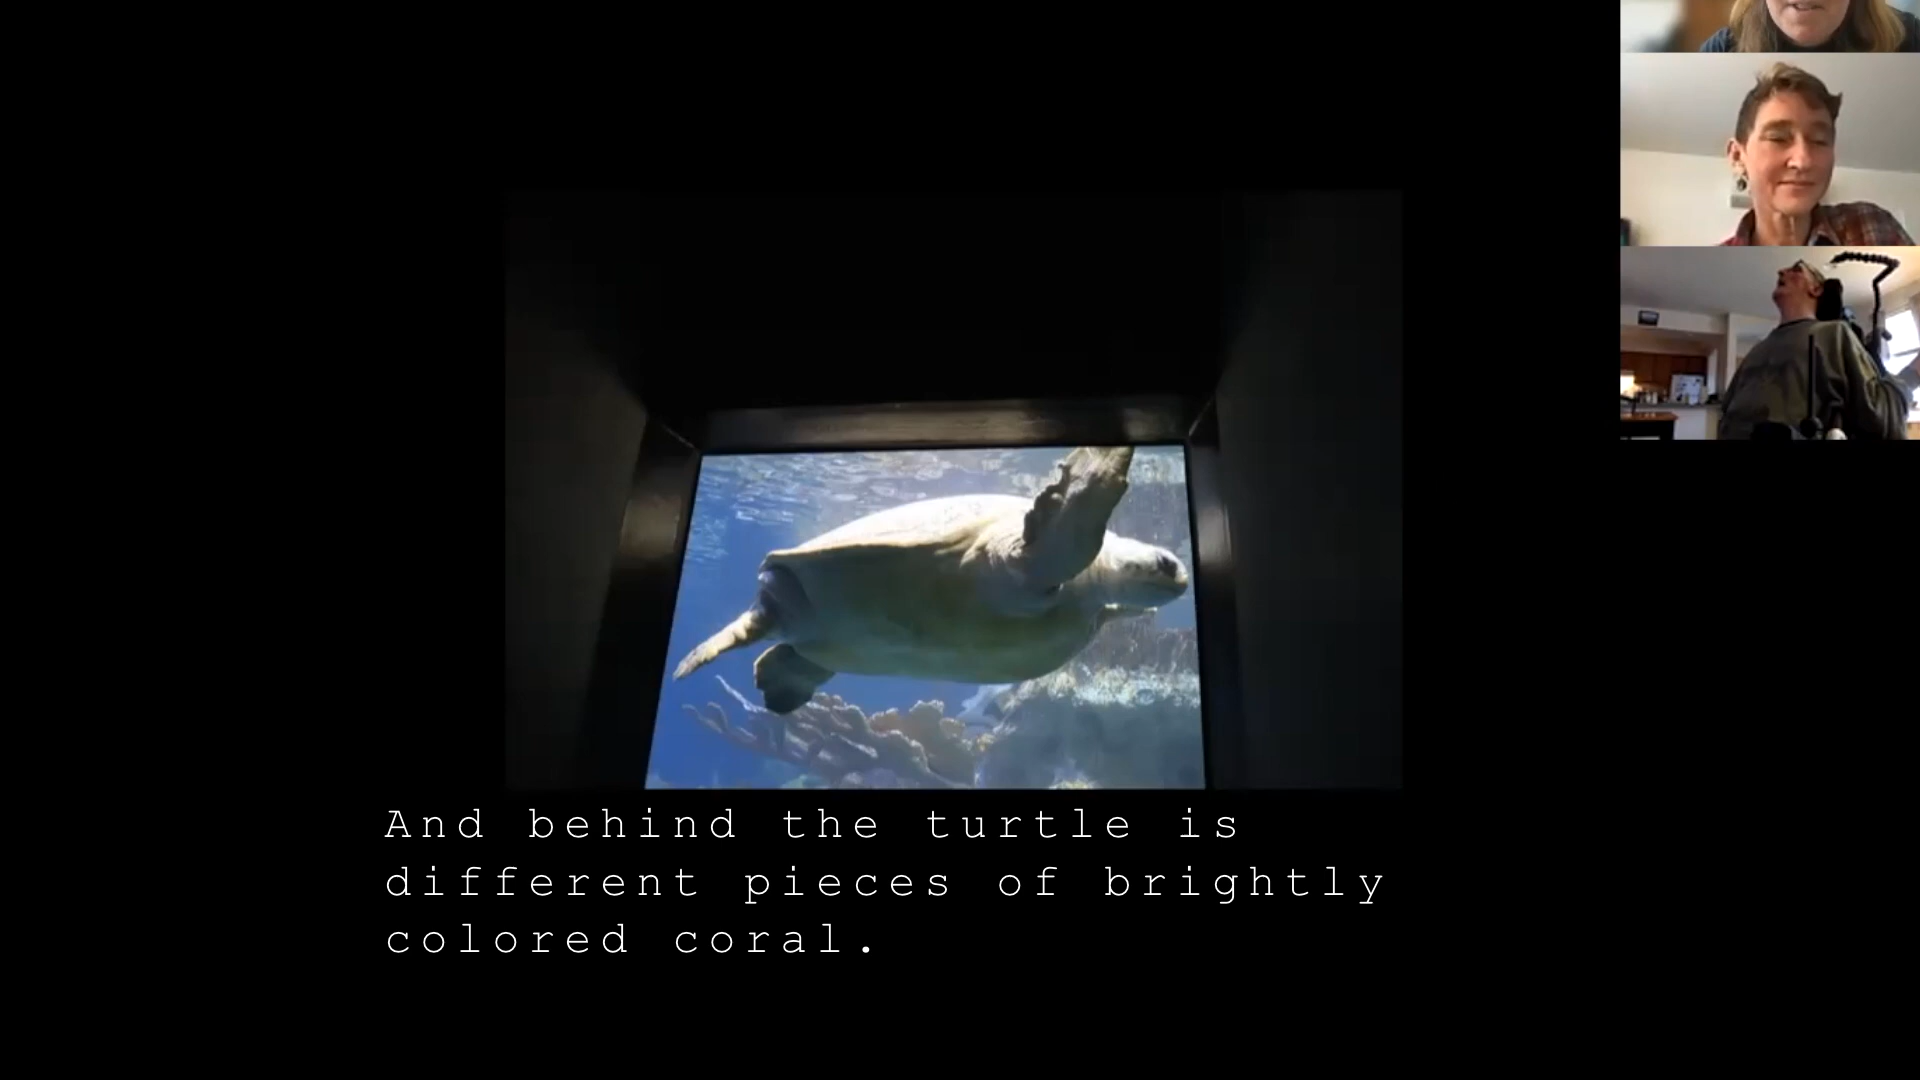 And behind the turtle is
different pieces of brightly
colored coral.